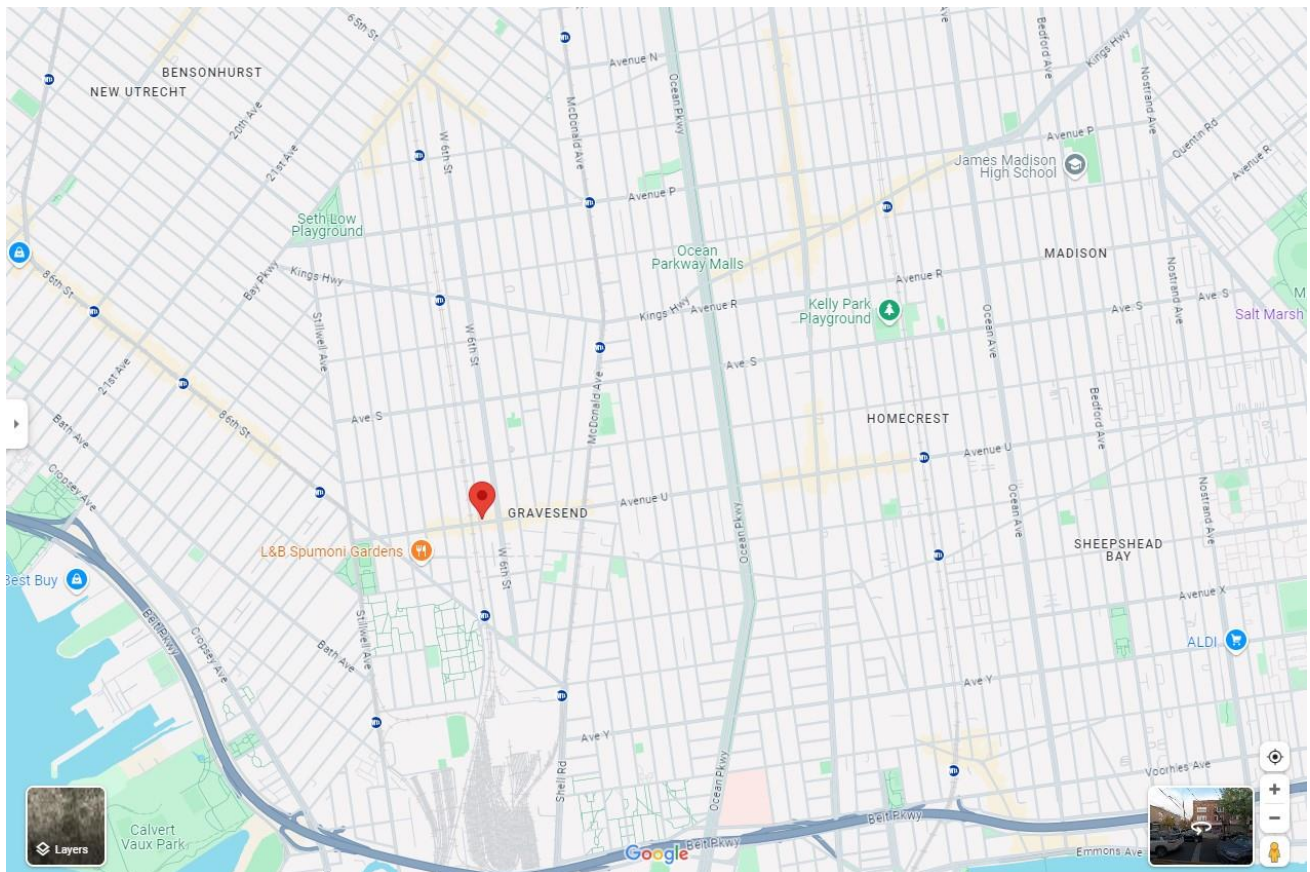 65th St
Avenue N
Bedford Ave
Kings Hwy
BENSONHURST
NEW UTRECHT
Ocean Pkwy
Nostrand Ave
20th Ave
McDonald Ave
W 6th St
Avenue P
Quentin Rd
21st Ave
James Madison
High School
Avenue R
Avenue P
Seth Low
Playground
Ocean
Parkway Malls
MADISON
Kings Hwy
Bay Pkwy
86th St
Avenue R
Nostrand Ave
Ave S
Kings Hwy
Avenue R
Kelly Park
Playground
Ave S
Salt Marsh
Stillwell Ave
W 6th St
Ocean Ave
21st Ave
Ave S
McDonald Ave
Bedford Ave
86th St
Ave S
HOMECREST
Bath Ave
Avenue U
Cropsey Ave
Avenue U
GRAVESEND
Ocean Pkwy
Ocean Ave
Nostrand Ave
L&B Spumoni Gardens
SHEEPSHEAD
BAY
W 6th St
Best Buy
Avenue X
Belt Pkwy
Stillwell Ave
Cropsey Ave
Bath Ave
ALDI
Ave Y
Ave Y
Shell Rd
Ocean Pkwy
Voorhies Ave
Belt Pkwy
Calvert
Vaux Park
Layers
Google
Belt Pkwy
Emmons Ave